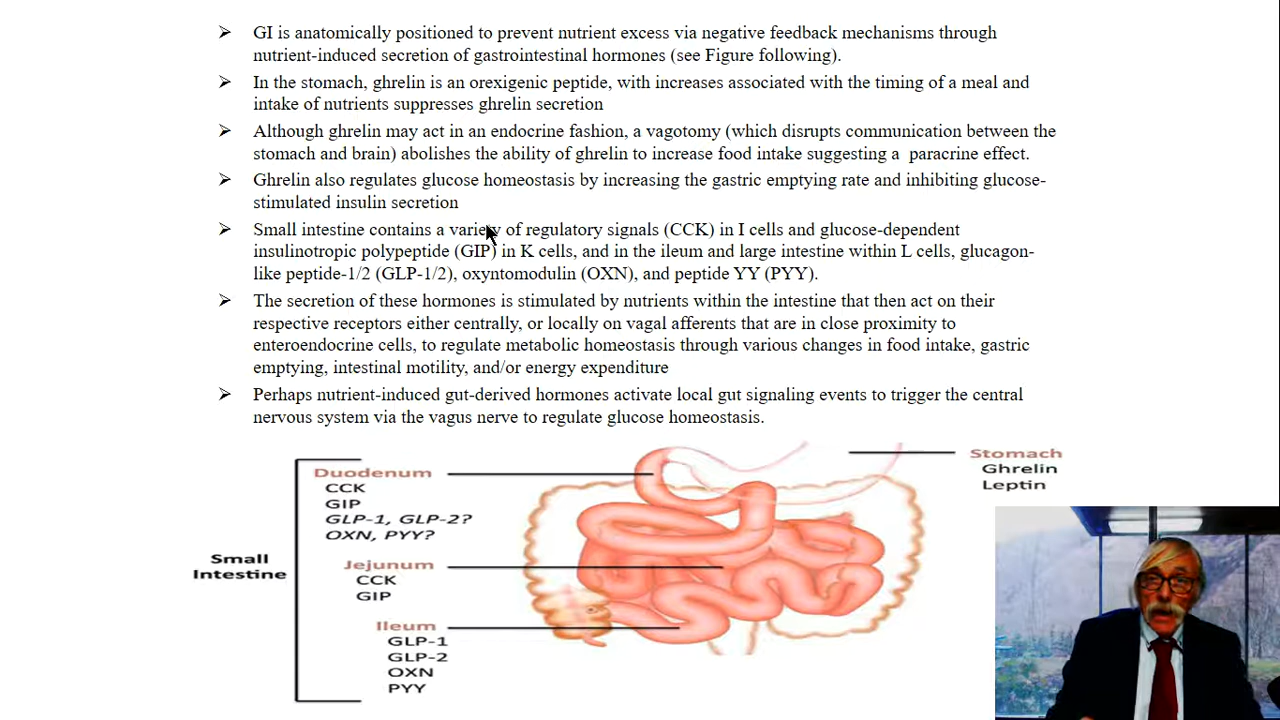 GI is anatomically positioned to prevent nutrient excess via negative feedback mechanisms through
nutrient-induced secretion of gastrointestinal hormones (see Figure following).
In the stomach, ghrelin is an orexigenic peptide, with increases associated with the timing of a meal and
intake of nutrients suppresses ghrelin secretion
Although ghrelin may act in an endocrine fashion, a vagotomy (which disrupts communication between the
stomach and brain) abolishes the ability of ghrelin to increase food intake suggesting a paracrine effect.
Ghrelin also regulates glucose homeostasis by increasing the gastric emptying rate and inhibiting glucose-
stimulated insulin secretion
Small intestine contains a variety of regulatory signals (CCK) in I cells and glucose-dependent
insulinotropic polypeptide (GIP) in K cells, and in the ileum and large intestine within L cells, glucagon-
like peptide-1/2 (GLP-1/2), oxyntomodulin (OXN), and peptide YY (PYY).
The secretion of these hormones is stimulated by nutrients within the intestine that then act on their
respective receptors either centrally, or locally on vagal afferents that are in close proximity to
enteroendocrine cells, to regulate metabolic homeostasis through various changes in food intake, gastric
emptying, intestinal motility, and/or energy expenditure
Perhaps nutrient-induced gut-derived hormones activate local gut signaling events to trigger the central
nervous system via the vagus nerve to regulate glucose homeostasis.
Small
Intestine
Duodenum
CCK
GIP
GLP-1, GLP-2?
OXN, PYY?
Jejunum
CCK
GIP
Ileum
GLP-1
GLP-2
OXN
PYY
Stomach
Ghrelin
Leptin